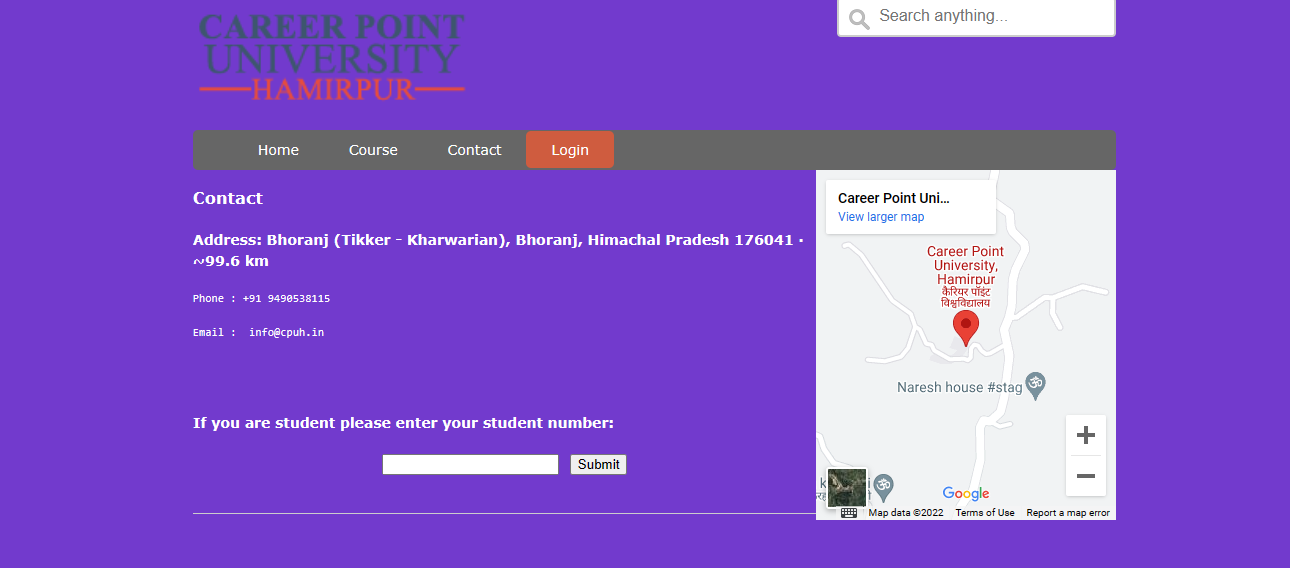 CAREER POINT
UNIVERSITY
HAMIRPUR
Search anything...
Home Course Contact Login
Contact
Address: Bhoranj (Tikker - Kharwarian), Bhoranj, Himachal Pradesh 176041 ·
~99.6 km
Phone : +91 9490538115
Email : info@cpuh.in
If you are student please enter your student number:
Submit
Career Point Uni...
View larger map
Career Point
University,
Hamirpur
कैरियर पॉइंट
विश्वविद्यालय
Naresh house #stag
Google
Map data ©2022 Terms of Use Report a map error